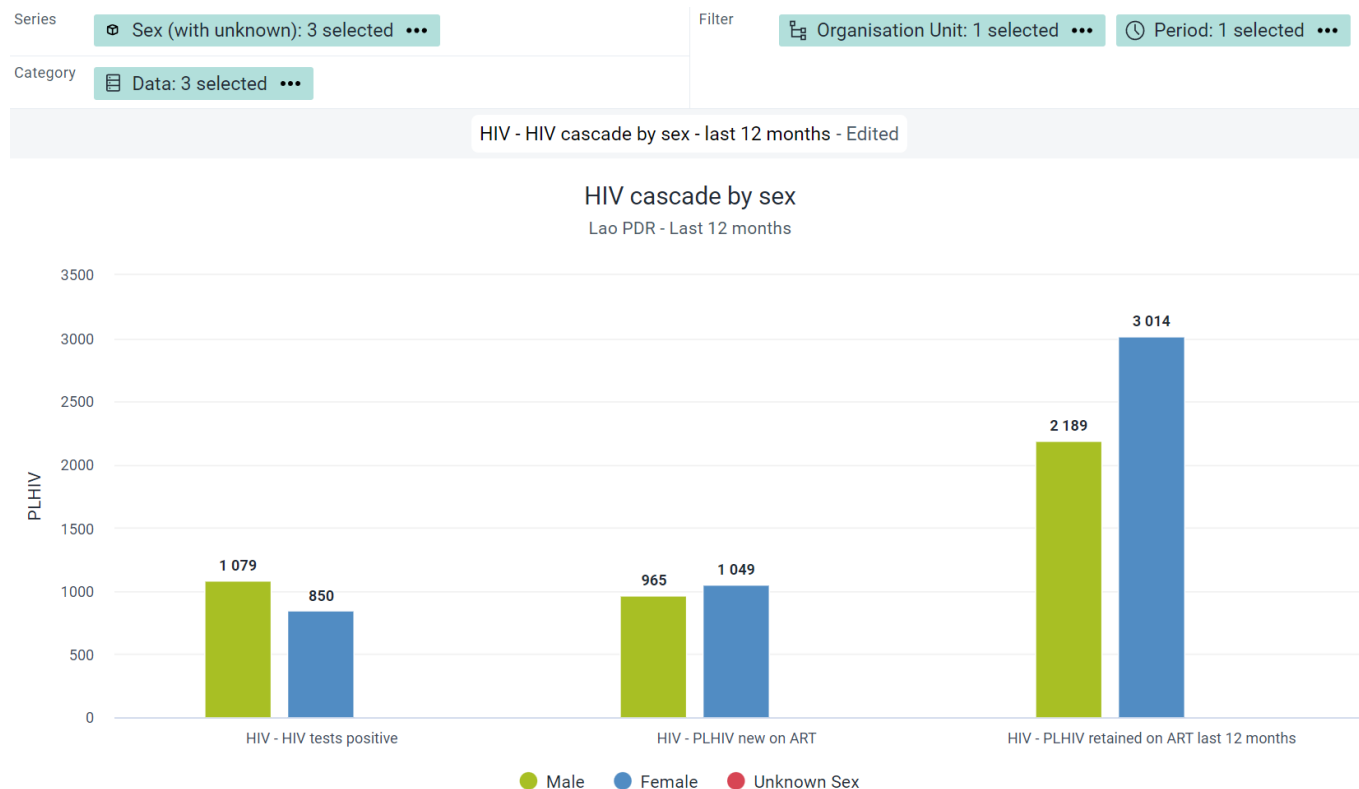 Series
Sex (with unknown): 3 selected •••
Filter
Organisation Unit: 1 selected •••
Period: 1 selected •••
Category
Data: 3 selected •••
HIV - HIV cascade by sex - last 12 months - Edited
HIV cascade by sex
Lao PDR - Last 12 months
PLHIV
3500
3000
2500
2000
1500
1000
500
0
1 079
850
965
1 049
2 189
3 014
HIV - HIV tests positive
HIV - PLHIV new on ART
HIV - PLHIV retained on ART last 12 months
Male
Female
Unknown Sex